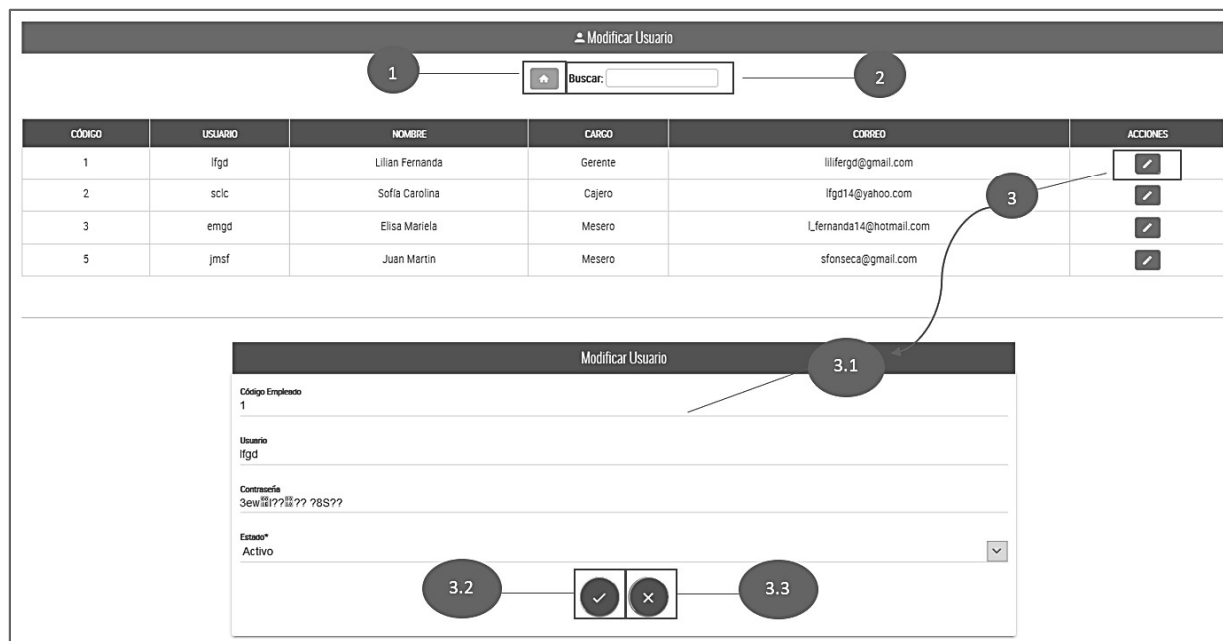 Modificar Usuario
1
Buscar:
2
CÓDIGO USUARIO NOMBRE CARGO CORREO ACCIONES
1 lfgd Lilian Fernanda Gerente lilifergd@gmail.com
2 sclc Sofía Carolina Cajero lfgd14@yahoo.com
3
3 emgd Elisa Mariela Mesero l_fernanda14@hotmail.com
5 jmsf Juan Martin Mesero sfonseca@gmail.com
Modificar Usuario
3.1
Código Empleado
1
Usuario
lfgd
Contraseña
3ew l?? ?? ?8S??
Estado*
Activo
3.2
3.3